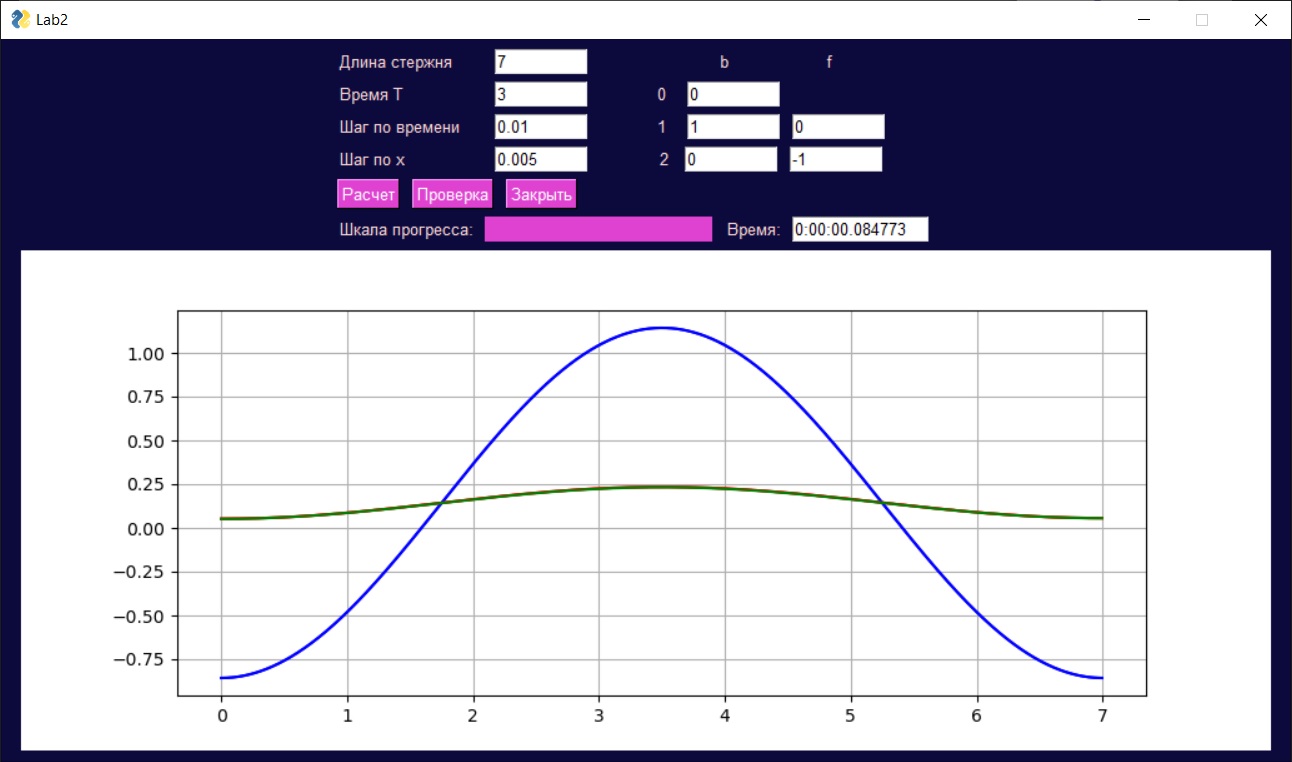 Lab2
Длина стержня 7 b f
Время T 3 0 0
Шаг по времени 0.01 1 1 0
Шаг по x 0.005 2 0 -1
Расчет Проверка Закрыть
Шкала прогресса: Время: 0:00:00.084773
1.00
0.75
0.50
0.25
0.00
−0.25
−0.50
−0.75
0 1 2 3 4 5 6 7